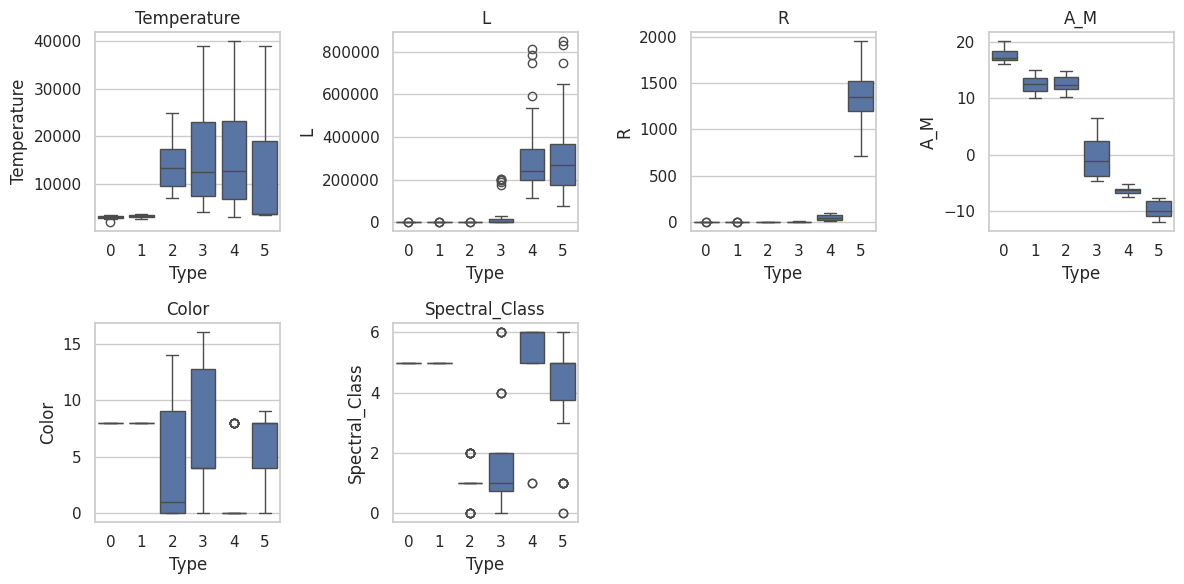 Temperature
L
R
A_M
Temperature
40000
30000
20000
10000
0 1 2 3 4 5
Type
L
800000
600000
400000
200000
0
0 1 2 3 4 5
Type
R
2000
1500
1000
500
0
0 1 2 3 4 5
Type
A_M
20
10
0
−10
0 1 2 3 4 5
Type
Color
Spectral_Class
Color
15
10
5
0
0 1 2 3 4 5
Type
Spectral_Class
6
4
2
0
0 1 2 3 4 5
Type